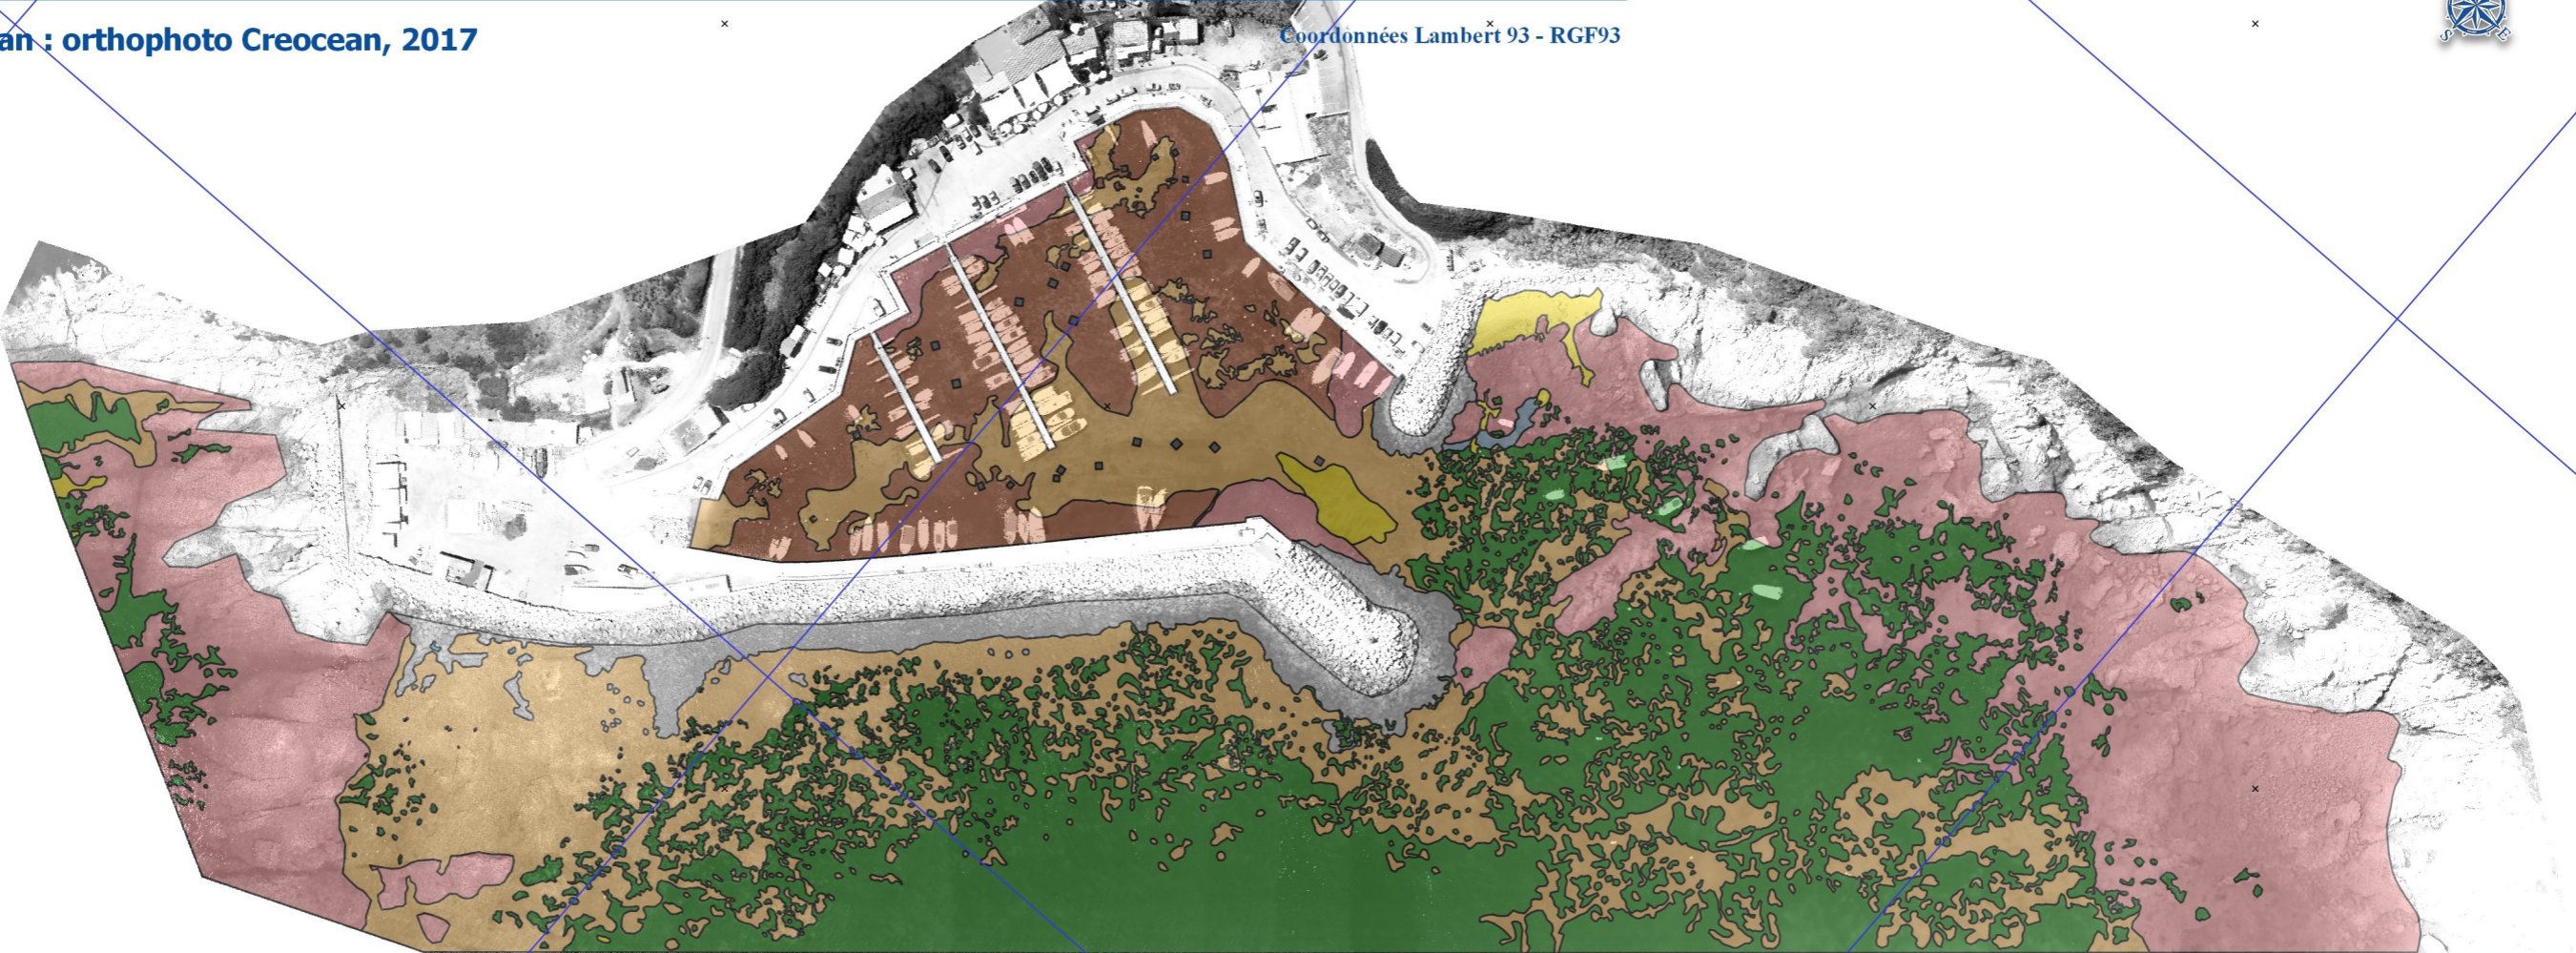 an : orthophoto Creocean, 2017
Coordonnées Lambert 93 - RGF93
S
E